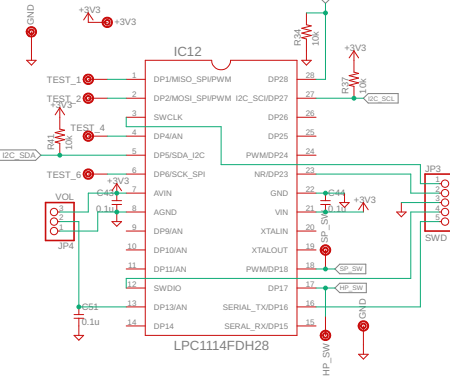 GND
+3V3
+3V3
R34
10k
IC12
+3V3
R37
10k
TEST_1
1
DP1/MISO_SPI/PWM
DP28
28
TEST_2
2
DP2/MOSI_SPI/PWM
I2C_SCI/DP27
27
I2C_SCL
+3V3
3
SWCLK
DP26
26
TEST_4
4
DP4/AN
DP25
25
R41
10k
I2C_SDA
5
DP5/SDA_I2C
PWM/DP24
24
TEST_6
6
DP6/SCK_SPI
NR/DP23
23
JP3
1
2
3
4
5
SWD
+3V3
VOL
3
2
1
JP4
C43
0.1u
7
AVIN
GND
22
C44
0.1u
+3V3
8
AGND
VIN
21
9
DP9/AN
XTALIN
20
SP_SW
10
DP10/AN
XTALOUT
19
11
DP11/AN
PWM/DP18
18
SP_SW
12
SWDIO
DP17
17
HP_SW
C51
0.1u
13
DP13/AN
SERIAL_TX/DP16
16
GND
14
DP14
SERAL_RX/DP15
15
LPC1114FDH28
HP_SW